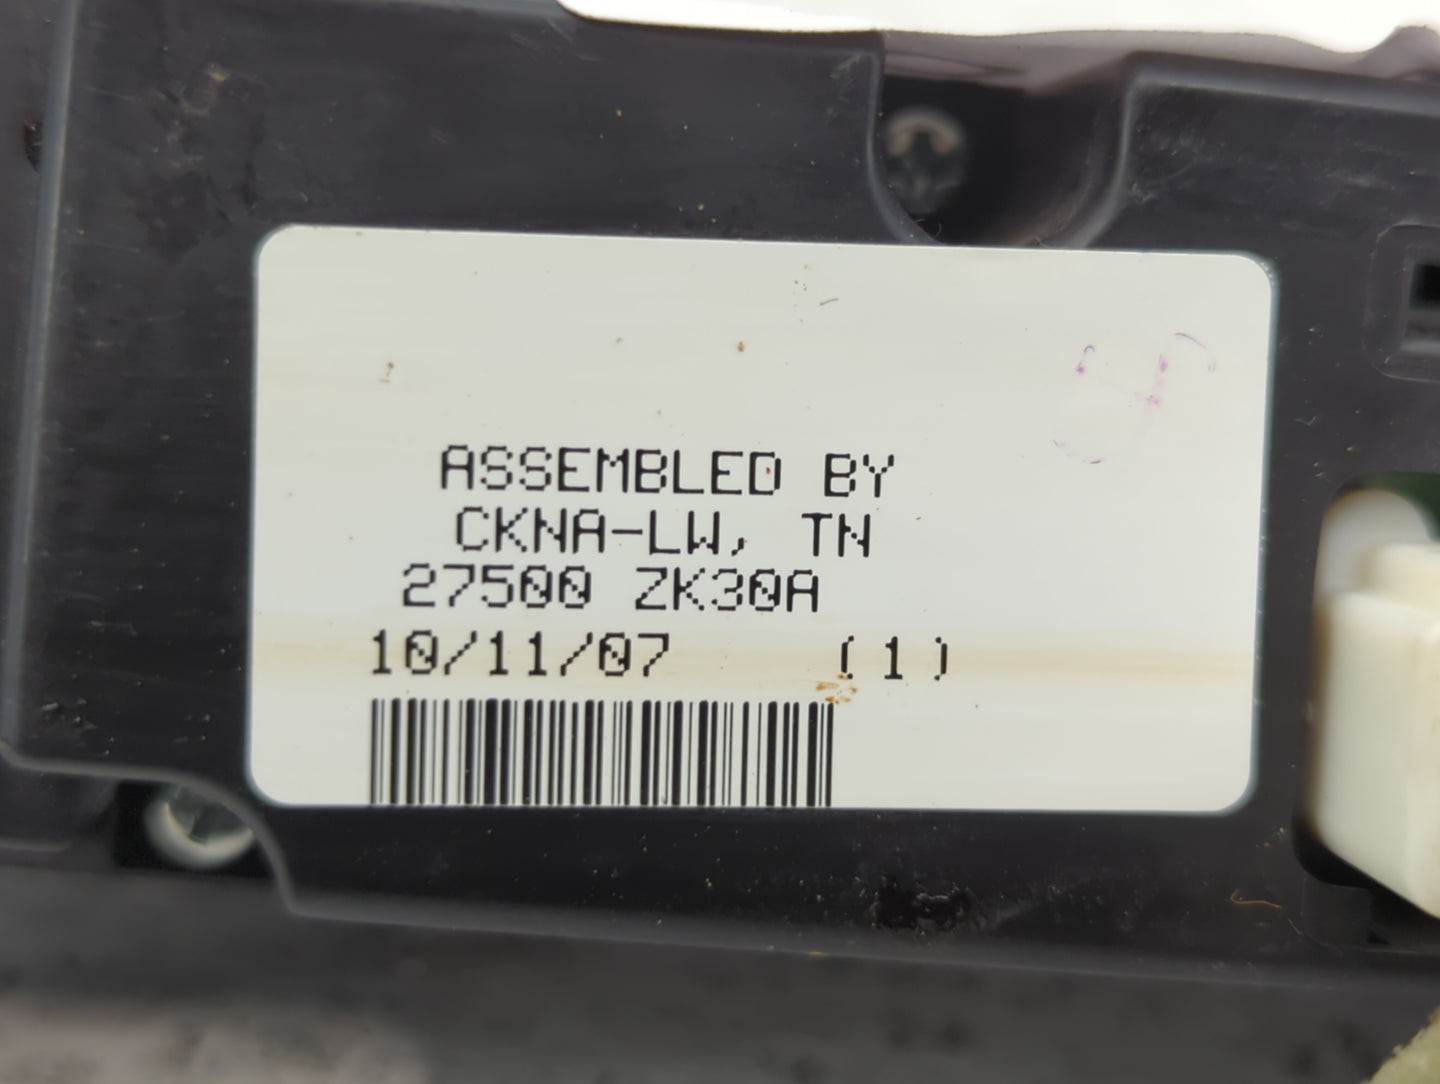 ASSEMBLED BY
CKNA-LW, TN
27500 ZK30A
10/11/07 (1)